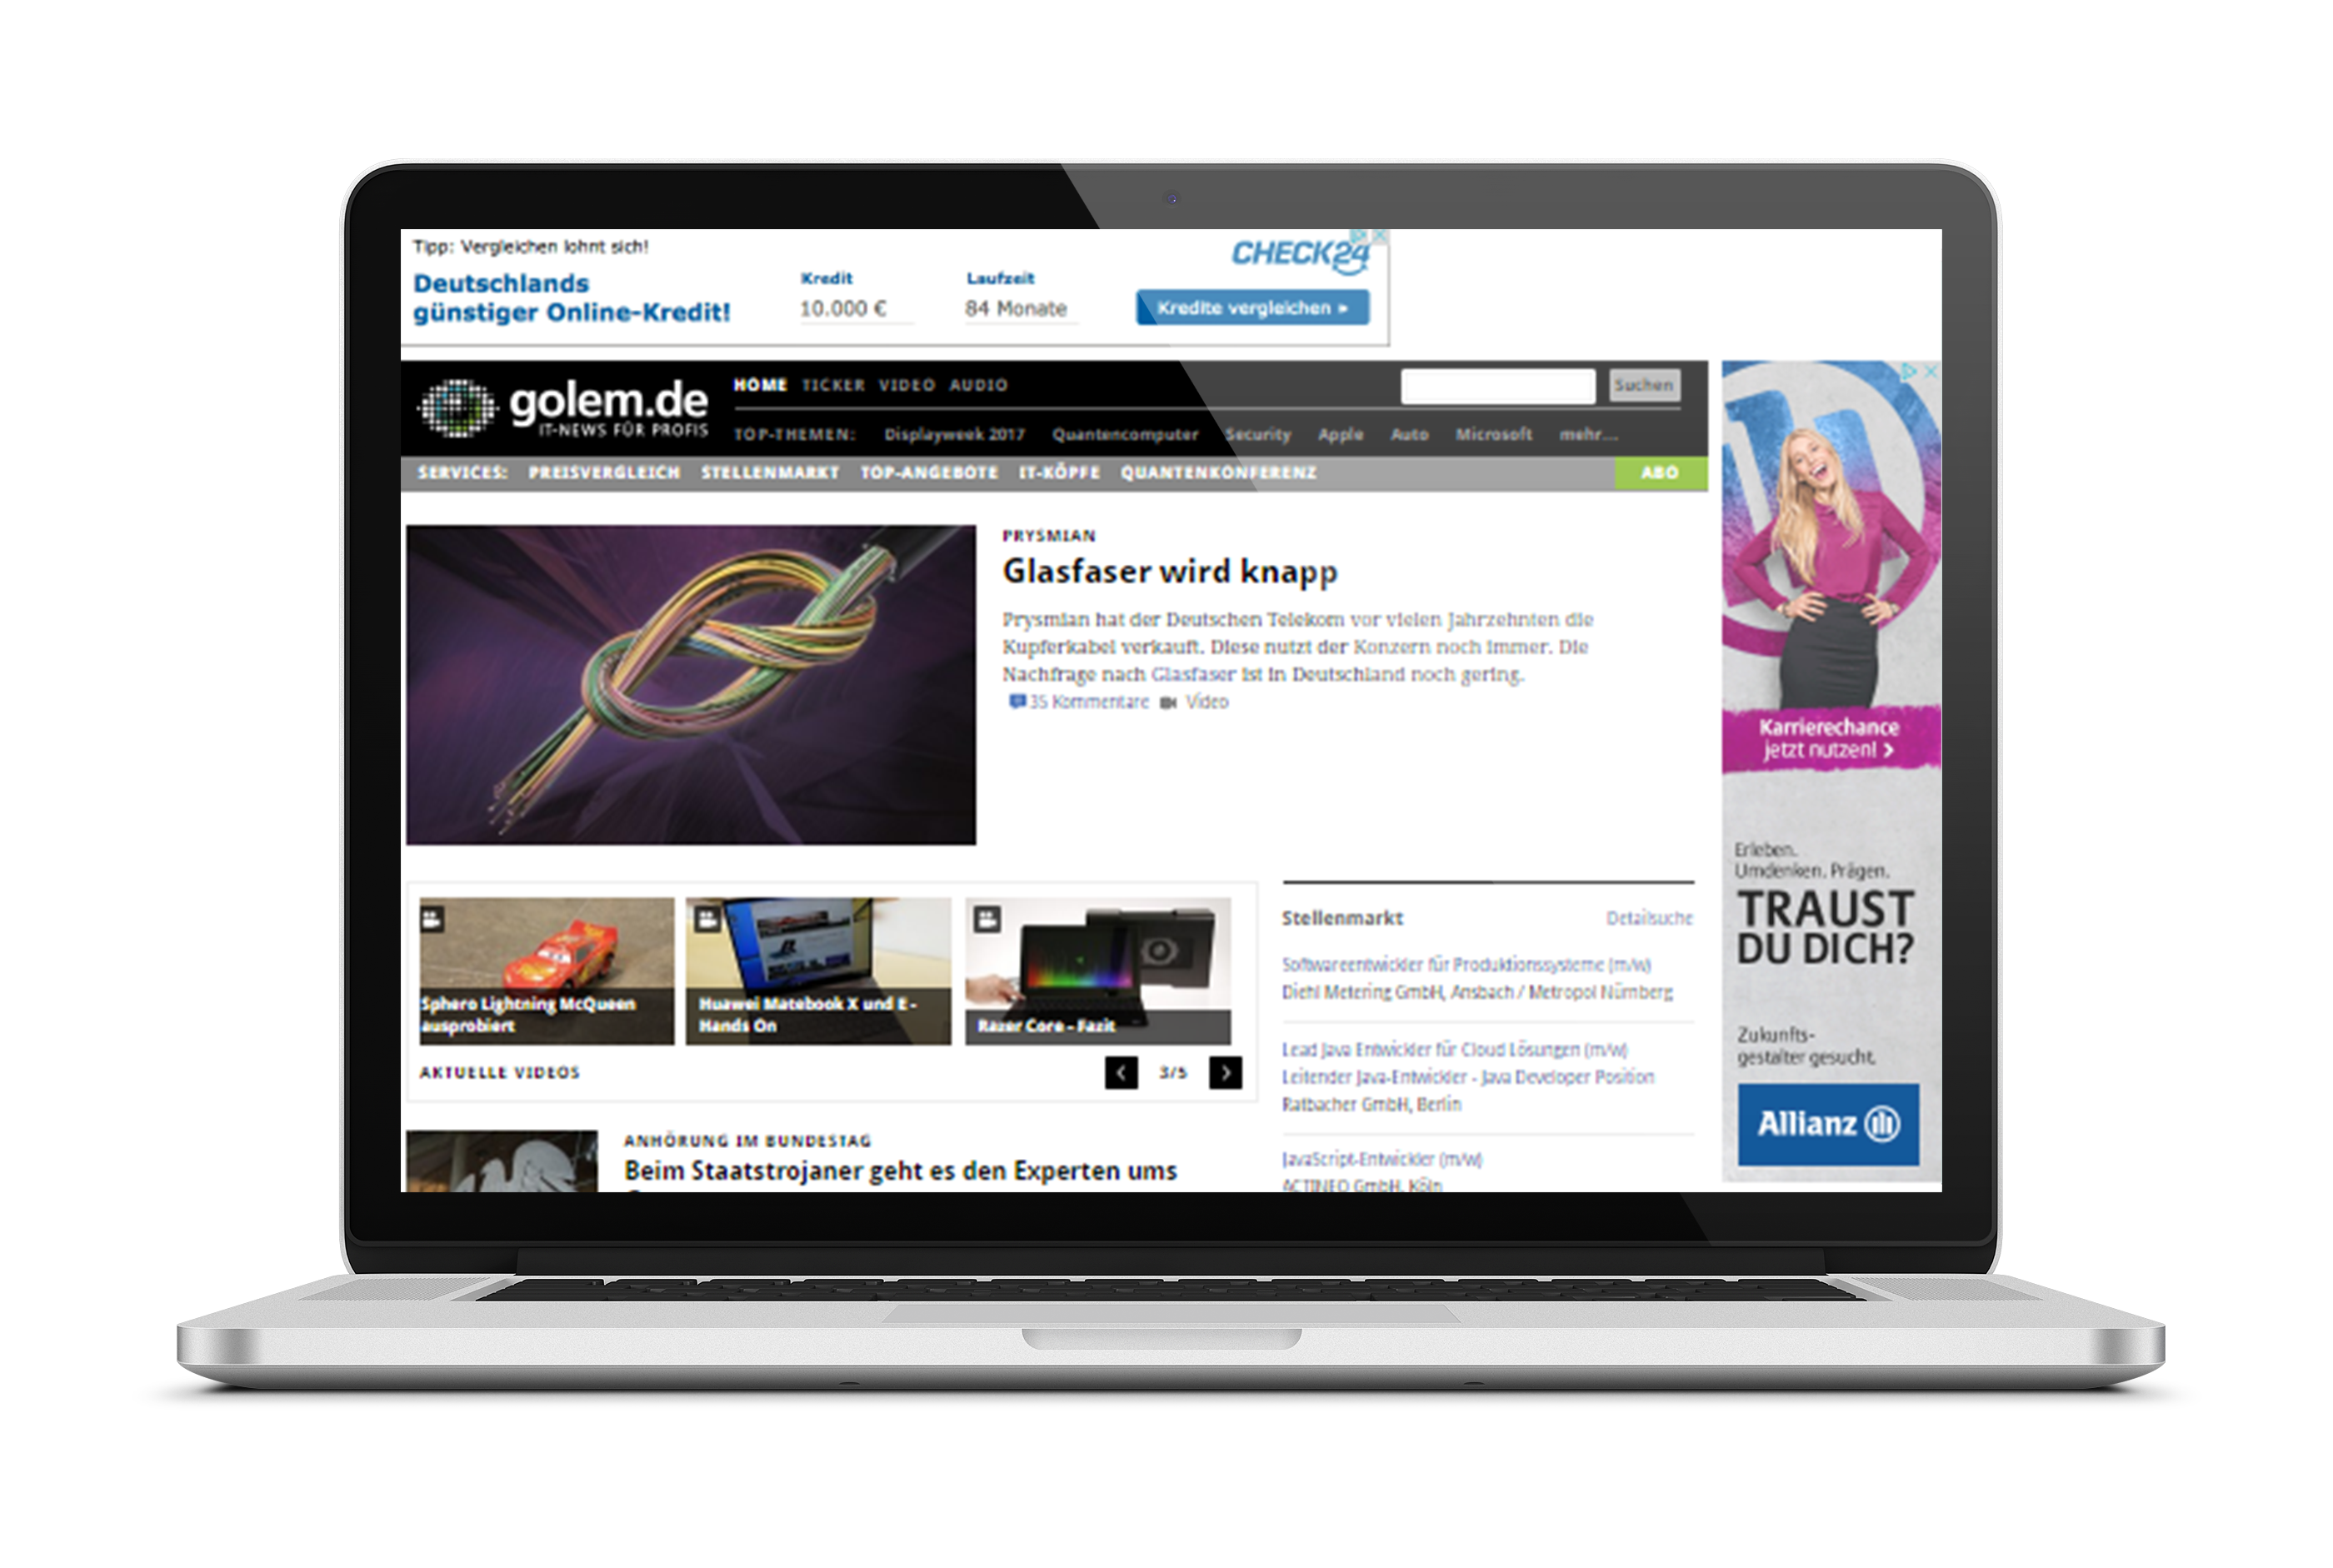 Tipp: Vergleichen lohnt sich!
Deutschlands
günstiger Online-Kredit!
Kredit
10.000 €
Laufzeit
84 Monate
CHECK24
Kredite vergleichen »
golem.de
IT-NEWS FÜR PROFIS
HOME TICKER VIDEO AUDIO
Suchen
TOP-THEMEN: Displayweek 2017 Quantencomputer Security Apple Auto Microsoft mehr...
SERVICES: PREISVERGLEICH STELLENMARKT TOP-ANGEBOTE IT-KÖPFE QUANTENKONFERENZ ABO
PRYSMIAN
Glasfaser wird knapp
Prysmian hat der Deutschen Telekom vor vielen Jahrzehnten die
Kupferkabel verkauft. Diese nutzt der Konzern noch immer. Die
Nachfrage nach Glasfaser ist in Deutschland noch gering.
35 Kommentare Video
Sphero Lightning McQueen
ausprobiert
Huawei Matebook X und E -
Hands On
Razer Core - Fazit
AKTUELLE VIDEOS
3/5
ANHÖRUNG IM BUNDESTAG
Beim Staatstrojaner geht es den Experten ums
Stellenmarkt
Detailsuche
Softwareentwickler für Produktionssysteme (m/w)
Diehl Metering GmbH, Ansbach / Metropol Nürnberg
Lead Java Entwickler für Cloud Lösungen (m/w)
Leitender Java-Entwickler - Java Developer Position
Ratbacher GmbH, Berlin
JavaScript-Entwickler (m/w)
ACTINEO GmbH, Köln
Karrierechance
jetzt nutzen!
Erleben.
Umdenken. Prägen.
TRAUST
DU DICH?
Zukunfts-
gestalter gesucht.
Allianz